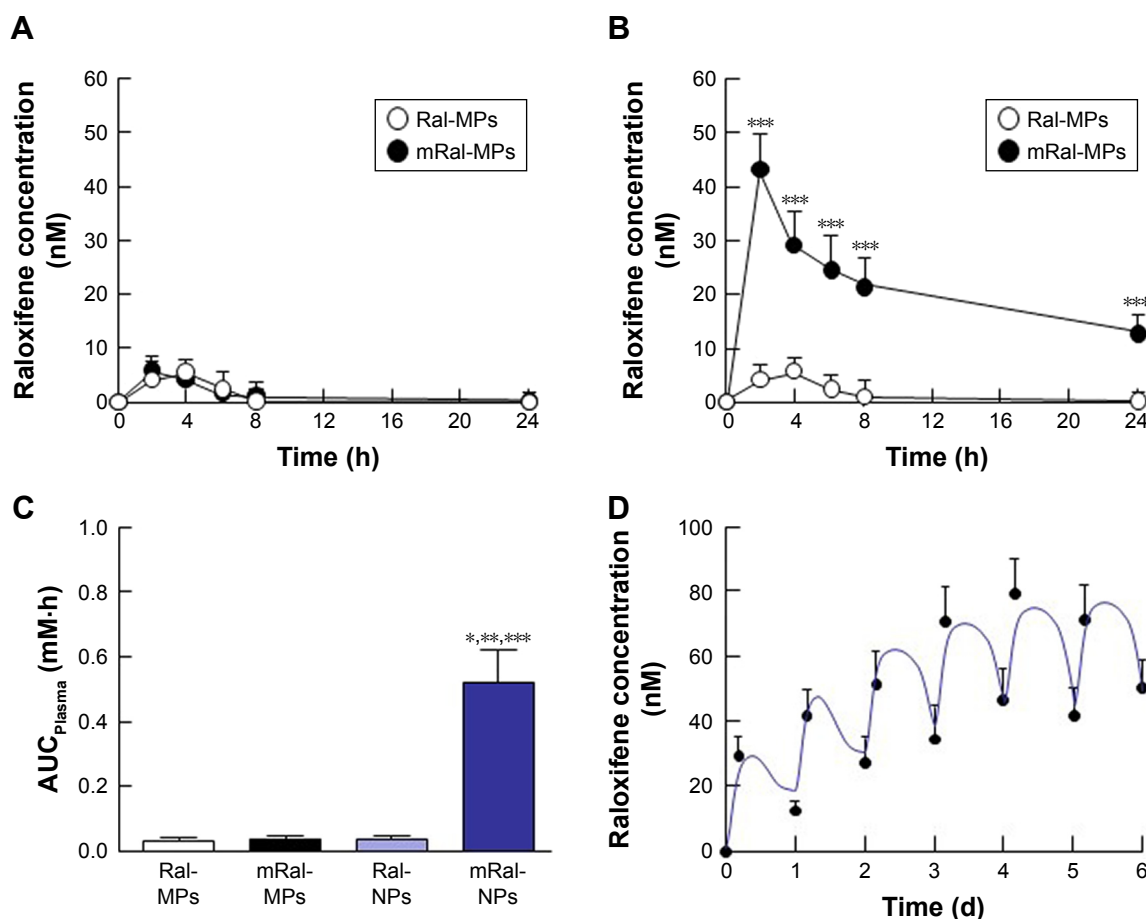 A
Raloxifene concentration
(nM)
60
50
40
30
20
10
0
Ral-MPs
mRal-MPs
0 4 8 12 16 20 24
Time (h)
B
Raloxifene concentration
(nM)
60
50
40
30
20
10
0
Ral-MPs
mRal-MPs
***
***
***
***
***
0 4 8 12 16 20 24
Time (h)
C
AUCPlasma (mM·h)
1.0
0.8
0.6
0.4
0.2
0.0
*,**,***
Ral- mRal- Ral- mRal-
MPs MPs NPs NPs
D
Raloxifene concentration
(nM)
100
80
60
40
20
0
0 1 2 3 4 5 6
Time (d)